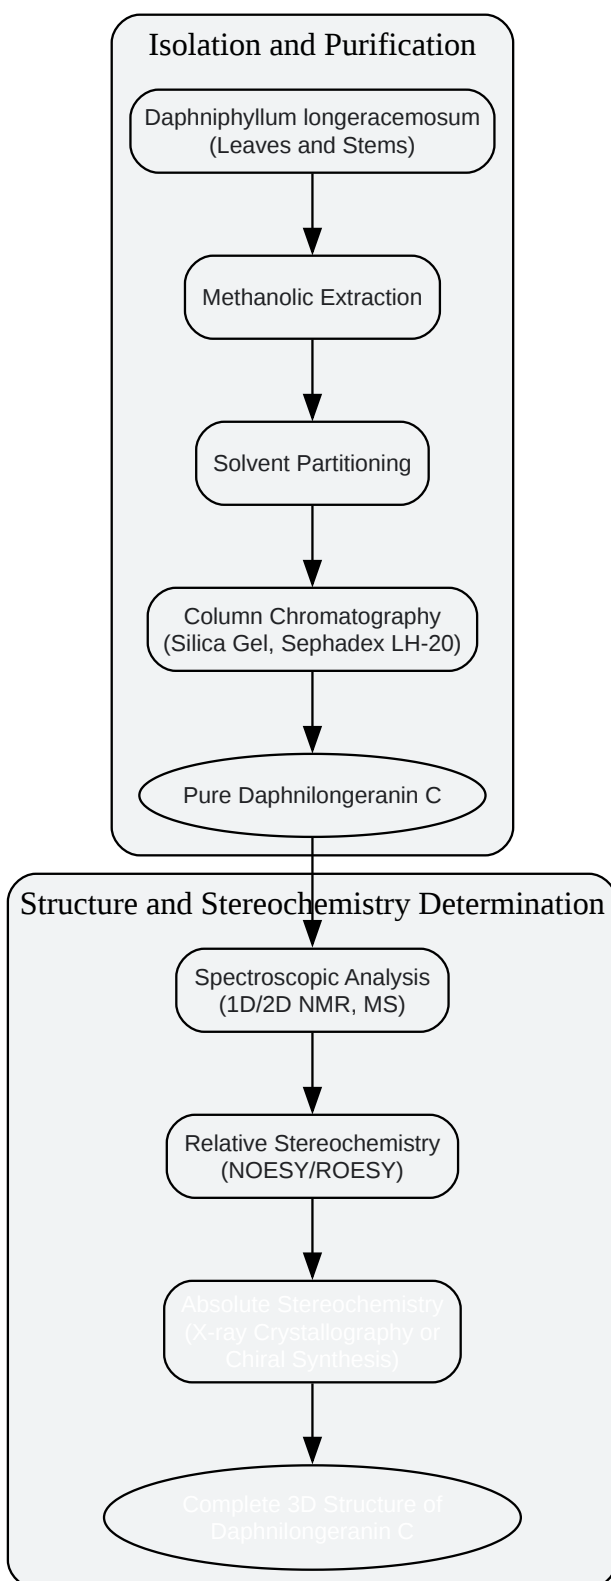 Isolation and Purification
Daphniphyllum longeracemosum
(Leaves and Stems)
Methanolic Extraction
Solvent Partitioning
Column Chromatography
(Silica Gel, Sephadex LH-20)
Pure Daphnilongeranin C
Structure and Stereochemistry Determination
Spectroscopic Analysis
(1D/2D NMR, MS)
Relative Stereochemistry
(NOESY/ROESY)
Absolute Stereochemistry
(X-ray Crystallography or
Chiral Synthesis)
Complete 3D Structure of
Daphnilongeranin C